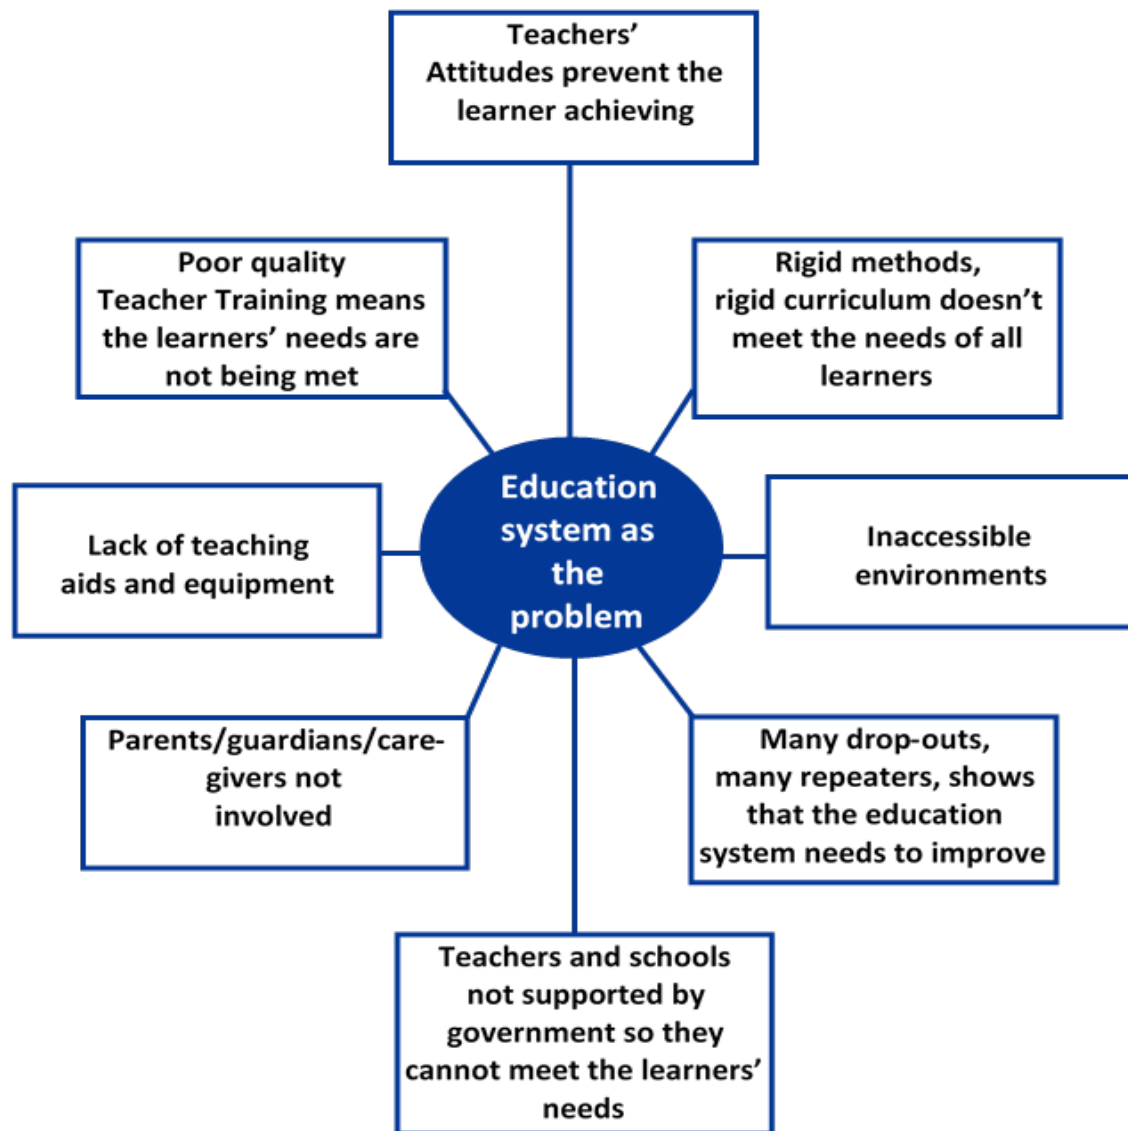 Teachers’
Attitudes prevent the
learner achieving
Poor quality
Teacher Training means
the learners’ needs are
not being met
Rigid methods,
rigid curriculum doesn’t
meet the needs of all
learners
Education
system as
the
problem
Lack of teaching
aids and equipment
Inaccessible
environments
Parents/guardians/care-
givers not
involved
Many drop-outs,
many repeaters, shows
that the education
system needs to improve
Teachers and schools
not supported by
government so they
cannot meet the learners’
needs